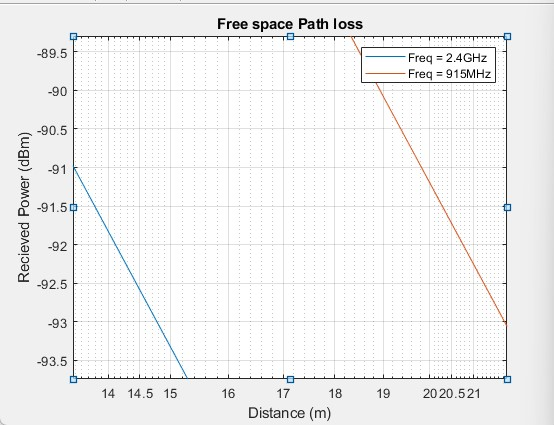 Free space Path loss
Freq = 2.4GHz
Freq = 915MHz
Recieved Power (dBm)
-89.5
-90
-90.5
-91
-91.5
-92
-92.5
-93
-93.5
14 14.5 15 16 17 18 19 20 20.5 21
Distance (m)